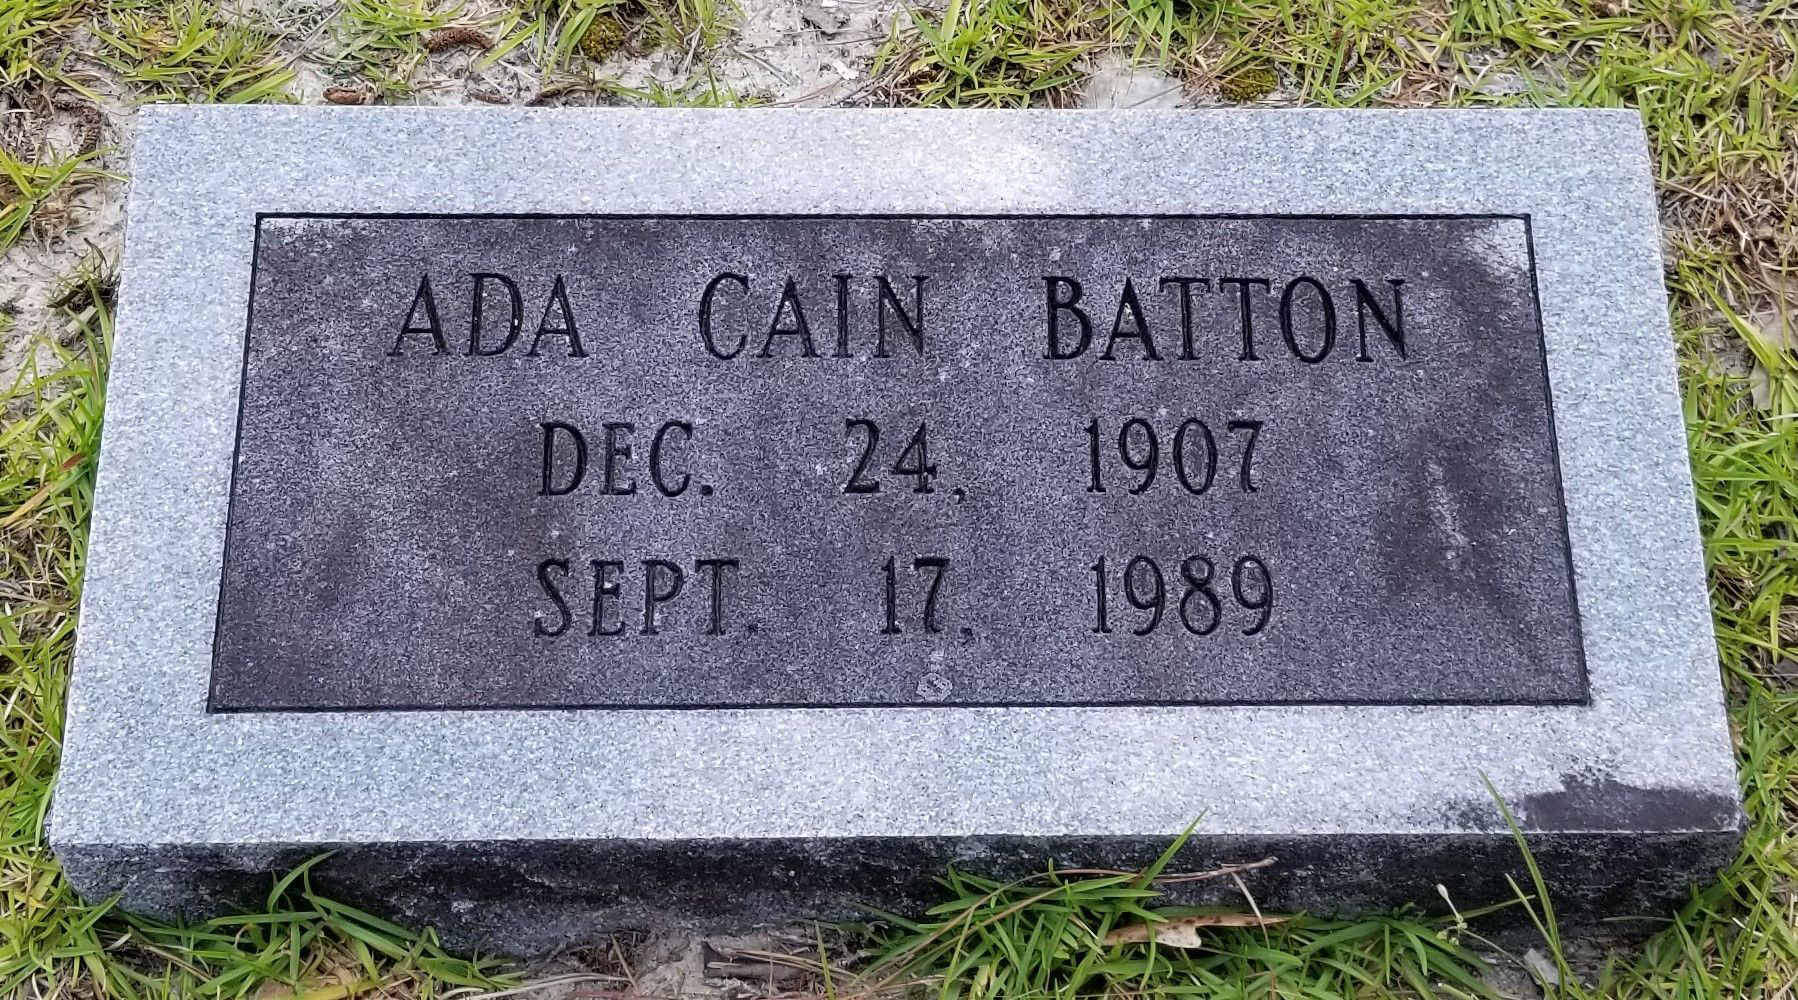 ADA CAIN BATTON
DEC. 24, 1907
SEPT. 17, 1989